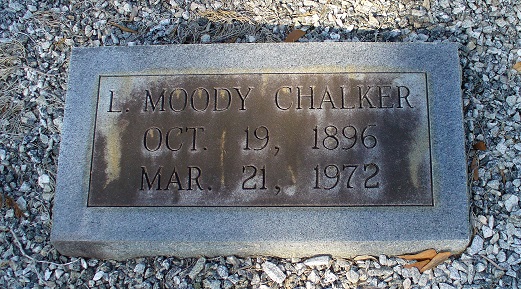 L. MOODY CHALKER
OCT. 19, 1896
MAR. 21, 1972